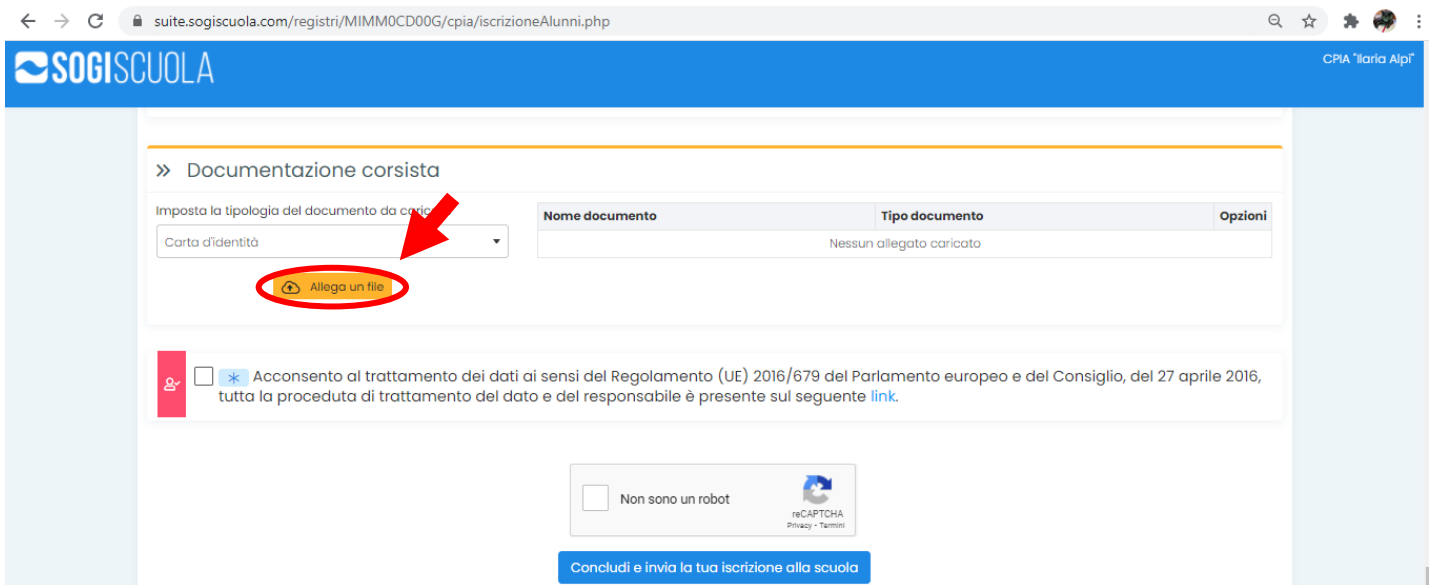 suite.sogiscuola.com/registri/MIMM0CD00G/cpia/iscrizioneAlunni.php
SOGISCUOLA
CPIA "Ilaria Alpi"
» Documentazione corsista
Imposta la tipologia del documento da
Carta d'identità
Allega un file
Nome documento Tipo documento Opzioni
Nessun allegato caricato
* Acconsento al trattamento dei dati ai sensi del Regolamento (UE) 2016/679 del Parlamento europeo e del Consiglio, del 27 aprile 2016,
tutta la proceduta di trattamento del dato e del responsabile è presente sul seguente link.
Non sono un robot
reCAPTCHA
Privacy - Termini
Concludi e invia la tua iscrizione alla scuola